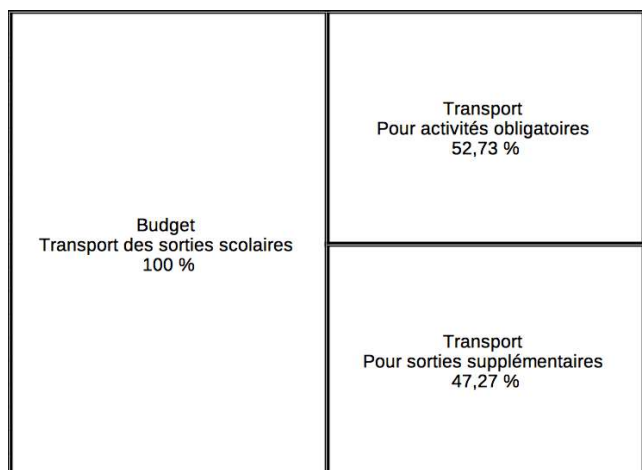 Budget
Transport des sorties scolaires
100 %
Transport
Pour activités obligatoires
52,73 %
Transport
Pour sorties supplémentaires
47,27 %